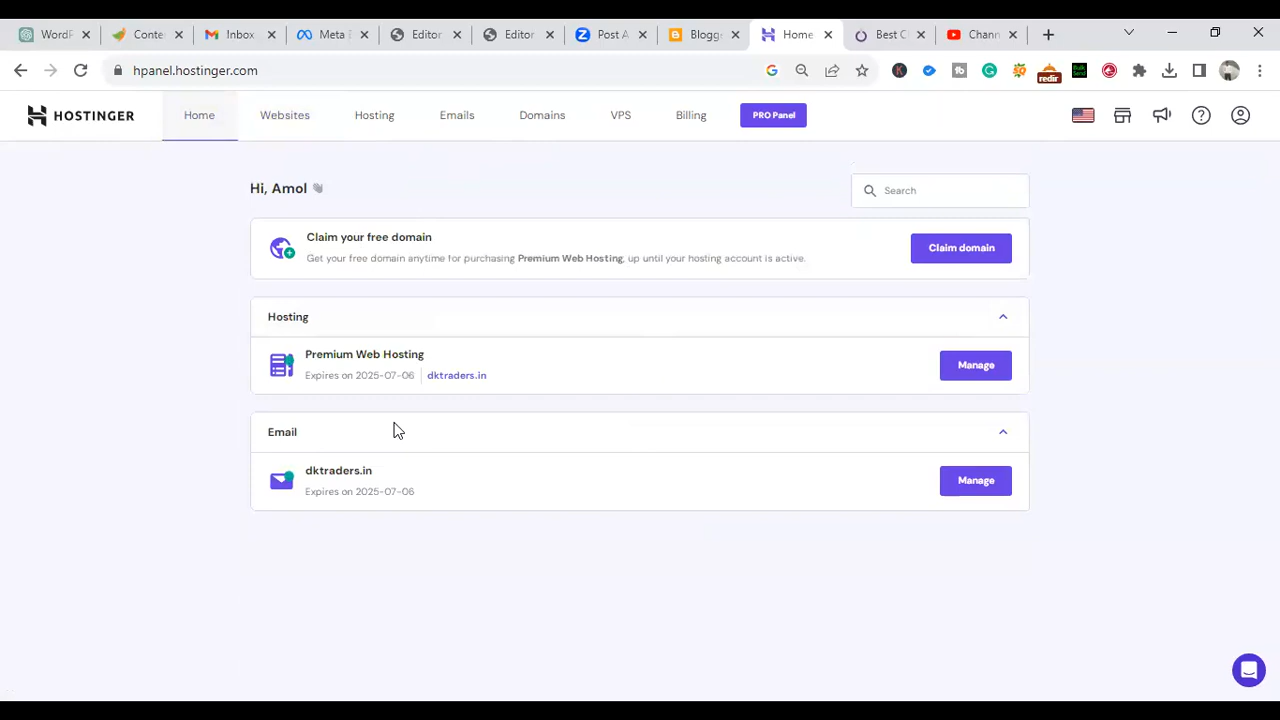 WordP
Conte
Inbox
Meta B
Editor
Editor
Post A
Blogg
Home
Best C
Chann
hpanel.hostinger.com
redir
HOSTINGER
Home
Websites
Hosting
Emails
Domains
VPS
Billing
PRO Panel
Hi, Amol
Search
Claim your free domain
Get your free domain anytime for purchasing Premium Web Hosting, up until your hosting account is active.
Claim domain
Hosting
Premium Web Hosting
Expires on 2025-07-06
dktraders.in
Manage
Email
dktraders.in
Expires on 2025-07-06
Manage